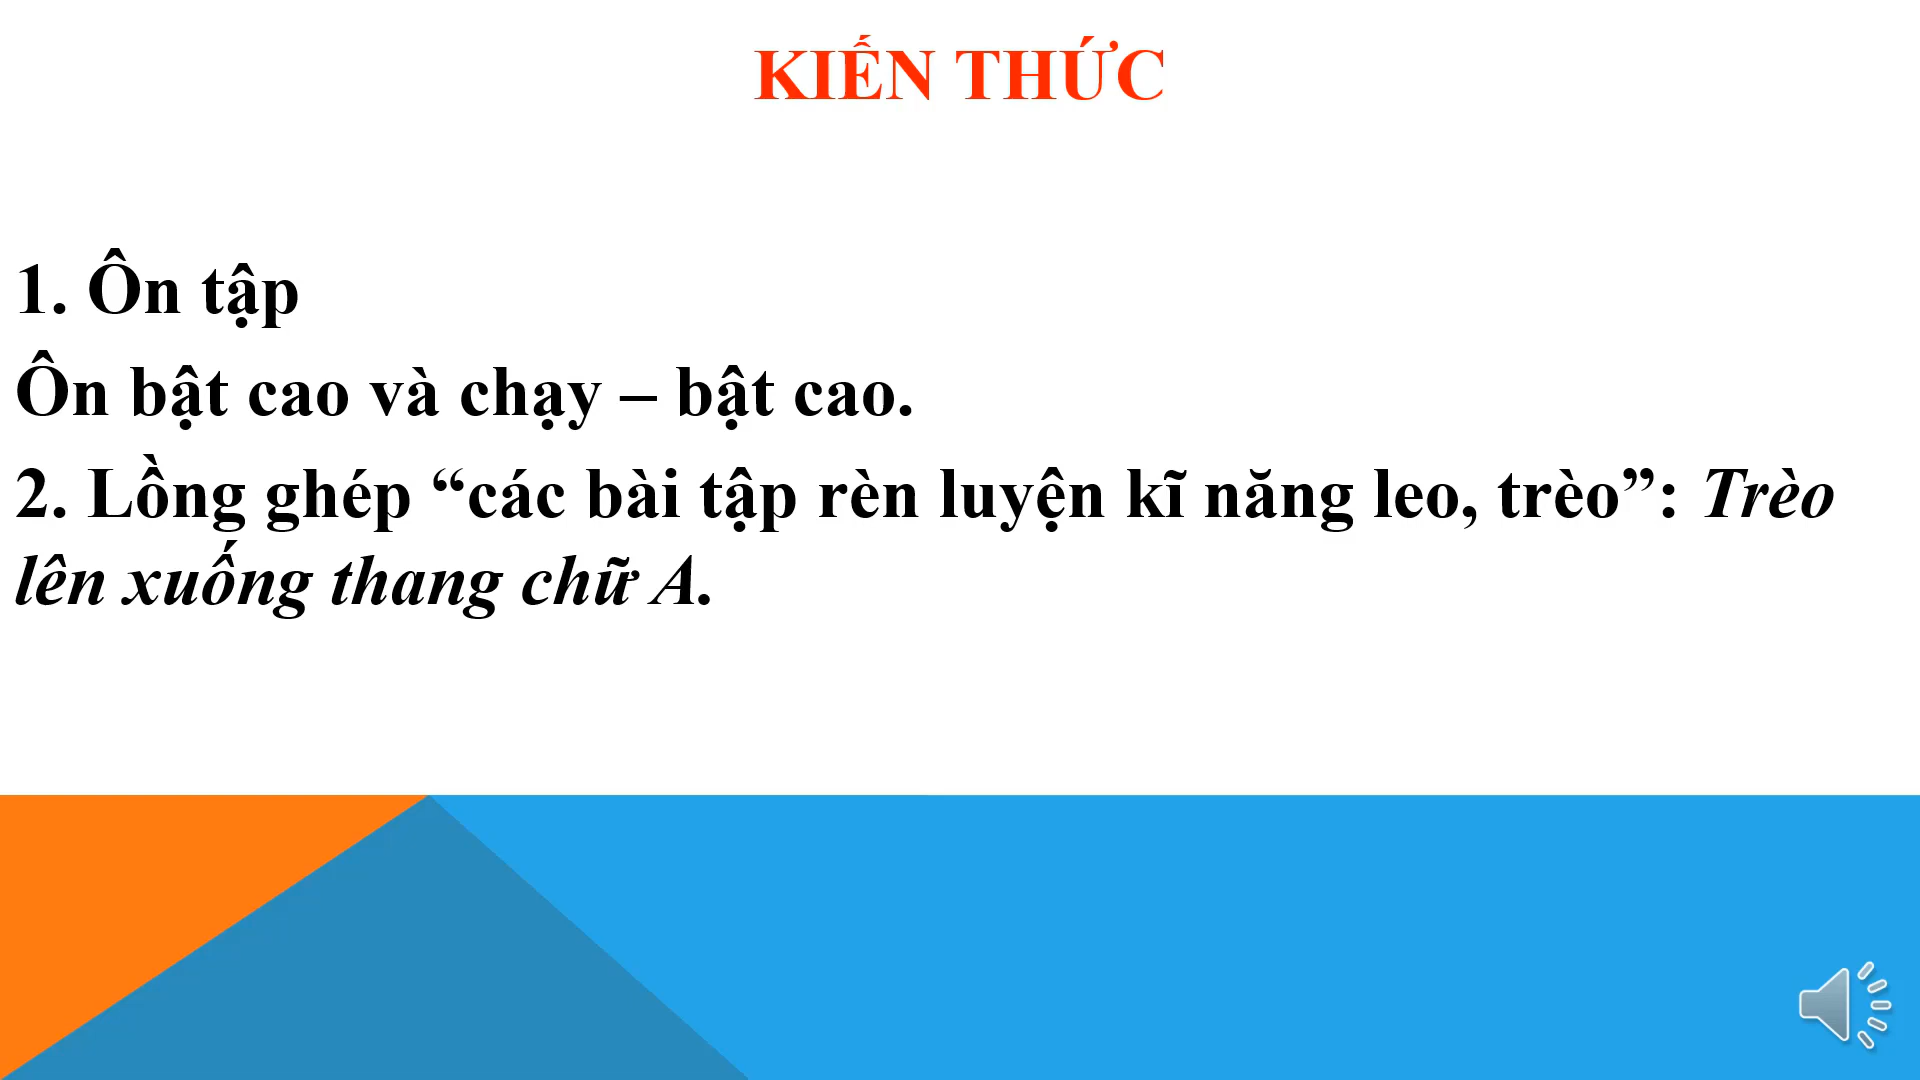 KIẾN THỨC
1. Ôn tập
Ôn bật cao và chạy – bật cao.
2. Lồng ghép “các bài tập rèn luyện kĩ năng leo, trèo”: Trèo
lên xuống thang chữ A.